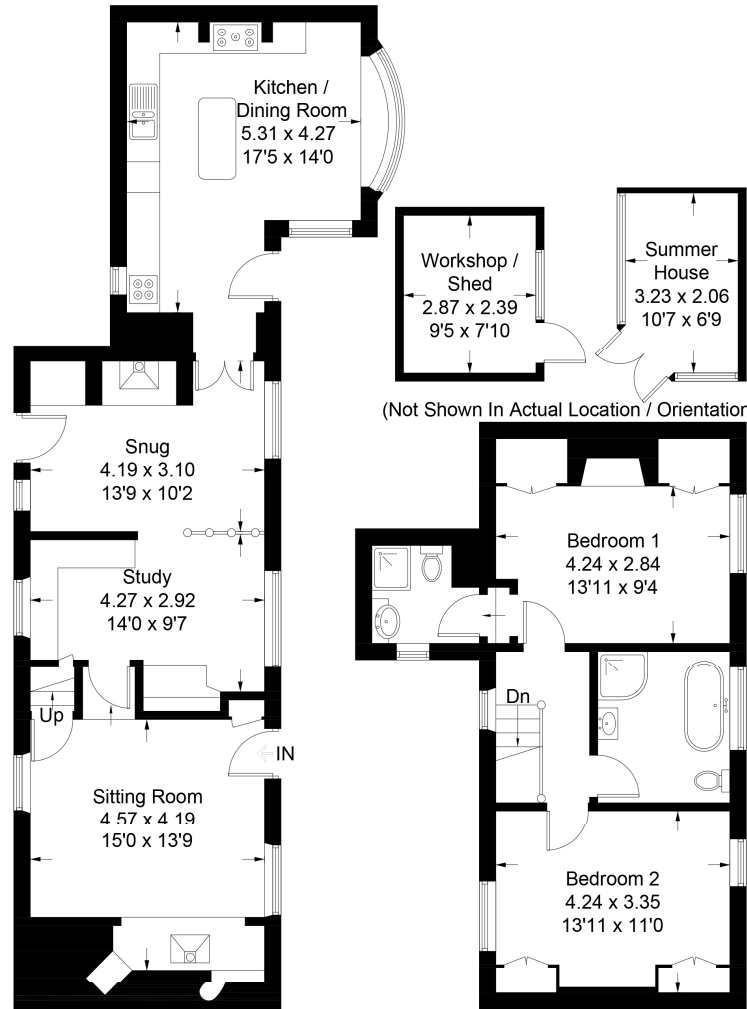 Kitchen /
Dining Room
5.31 x 4.27
17'5 x 14'0
Workshop /
Shed
2.87 x 2.39
9'5 x 7'10
Summer
House
3.23 x 2.06
10'7 x 6'9
(Not Shown In Actual Location / Orientation
Snug
4.19 x 3.10
13'9 x 10'2
Study
4.27 x 2.92
14'0 x 9'7
Up
IN
Sitting Room
4.57 x 4.19
15'0 x 13'9
Bedroom 1
4.24 x 2.84
13'11 x 9'4
Dn
Bedroom 2
4.24 x 3.35
13'11 x 11'0